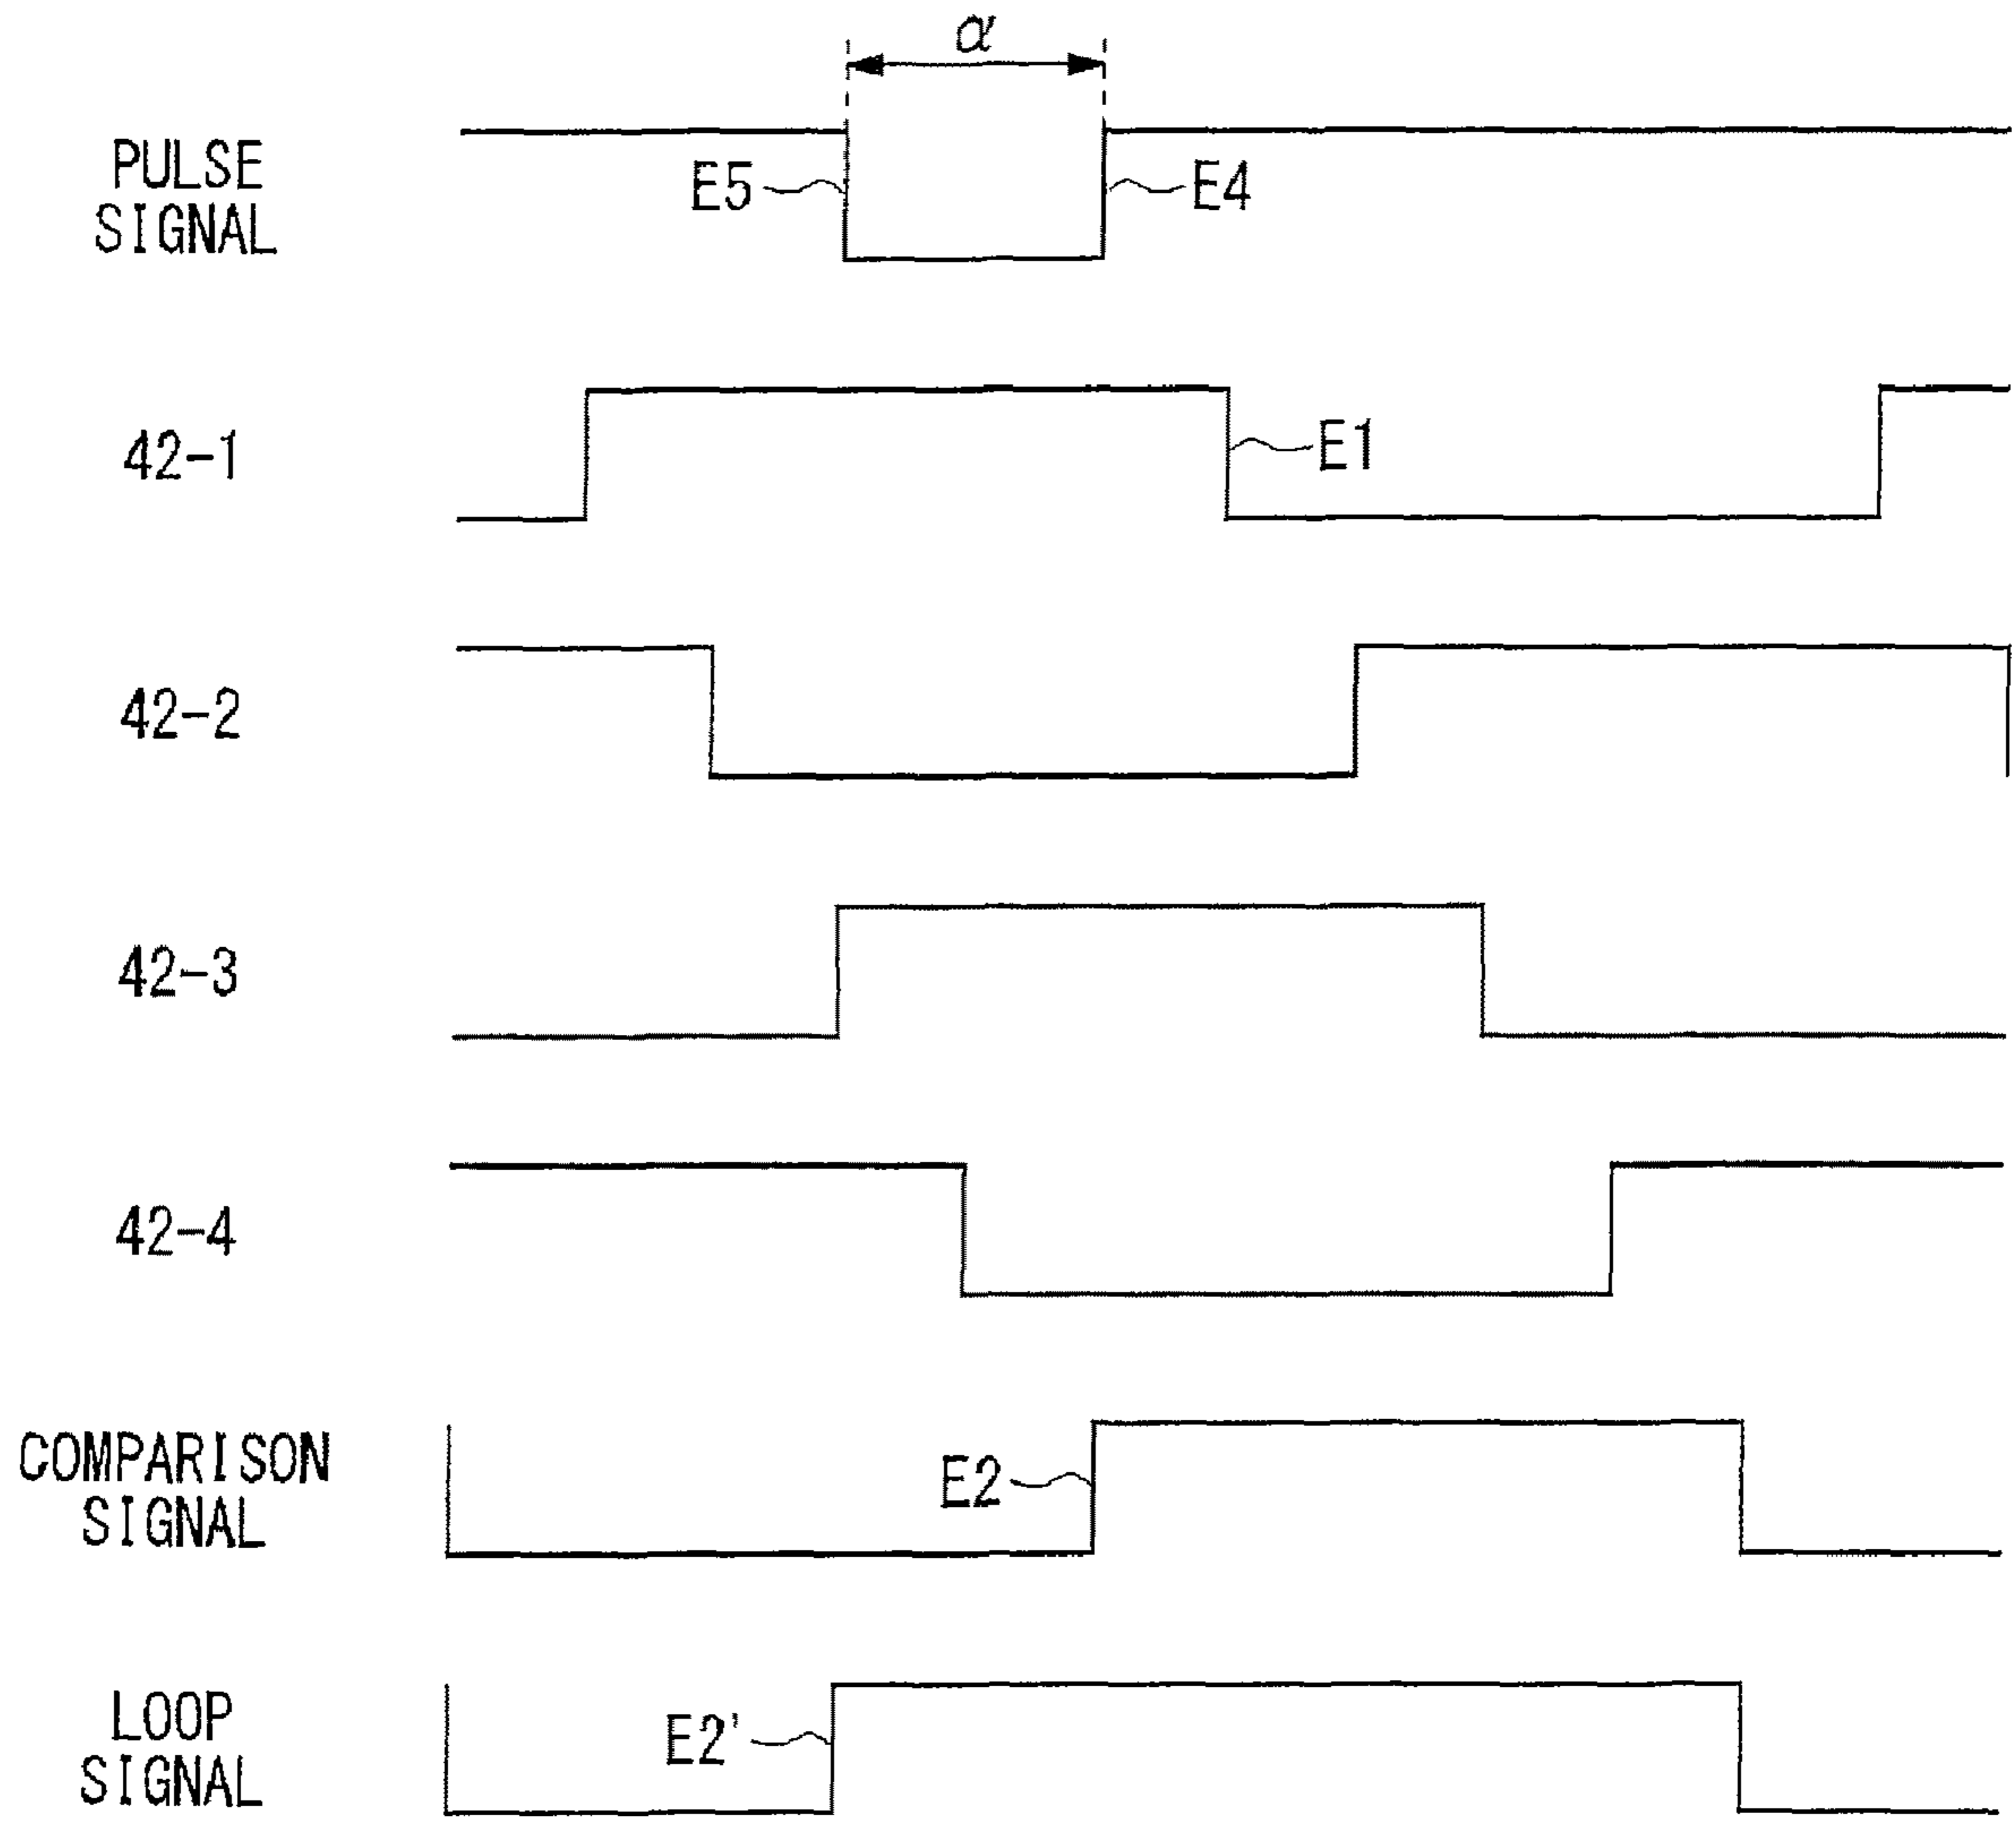 α
PULSE
SIGNAL
E5
E4
42-1
E1
42-2
42-3
42-4
COMPARISON
SIGNAL
E2
LOOP
SIGNAL
E2'